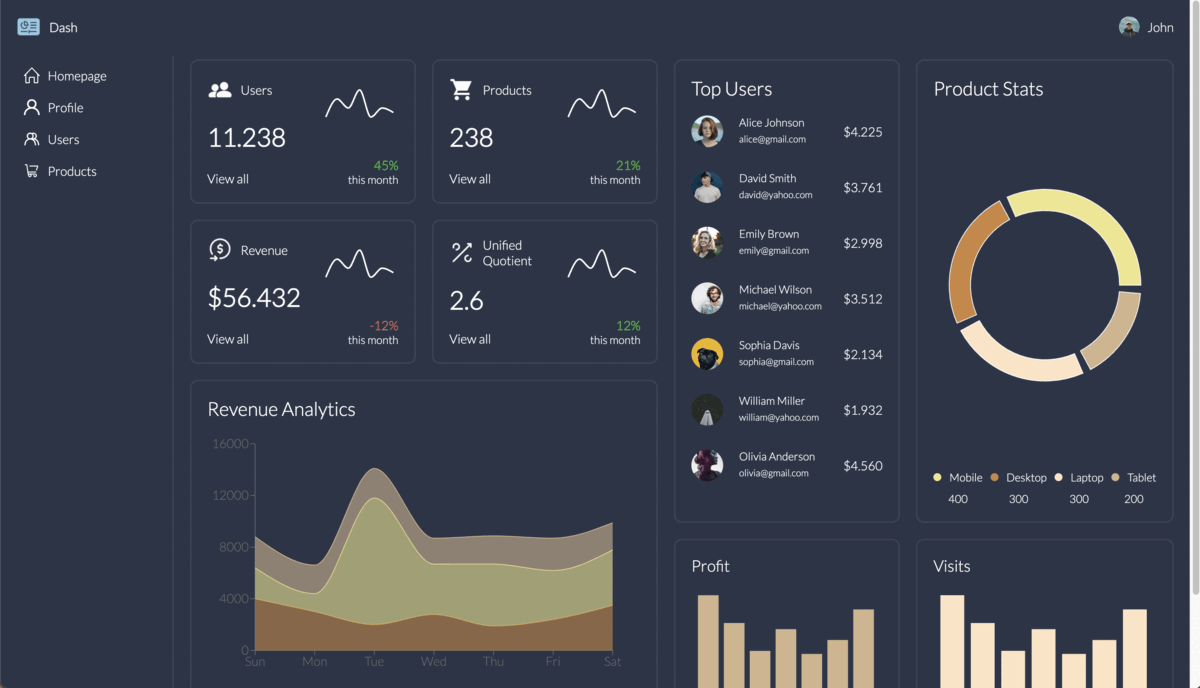 Dash
John
Homepage
Profile
Users
Products
Users
11.238
View all
45%
this month
Products
238
View all
21%
this month
Revenue
$56.432
View all
-12%
this month
Unified
Quotient
2.6
View all
12%
this month
Revenue Analytics
16000
12000
8000
4000
0
Sun Mon Tue Wed Thu Fri Sat
Top Users
Alice Johnson
alice@gmail.com
$4.225
David Smith
david@yahoo.com
$3.761
Emily Brown
emily@gmail.com
$2.998
Michael Wilson
michael@yahoo.com
$3.512
Sophia Davis
sophia@gmail.com
$2.134
William Miller
william@yahoo.com
$1.932
Olivia Anderson
olivia@gmail.com
$4.560
Product Stats
Mobile Desktop Laptop Tablet
400 300 300 200
Profit
Visits